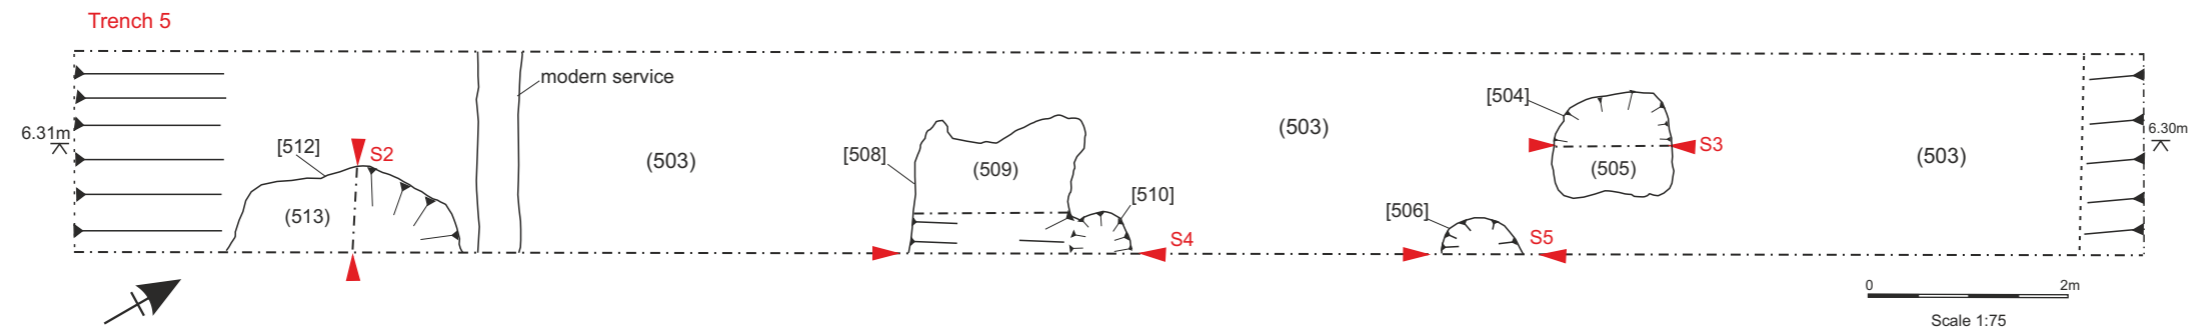 Trench 5
modern service
[504]
(503)
6.31m
6.30m
[512]
S2
[508]
(503)
(509)
S3
(503)
(505)
[510]
(513)
[506]
S4
S5
0 2m
Scale 1:75